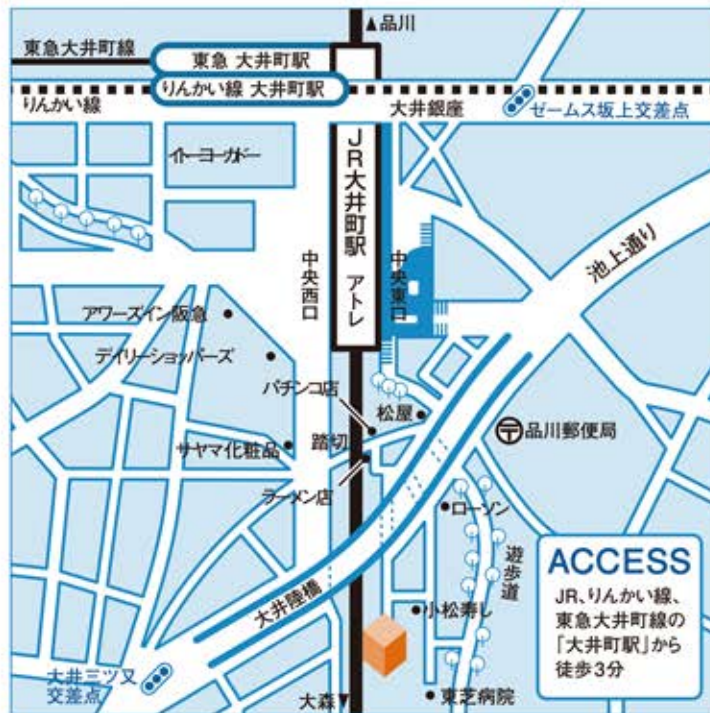 ▲品川
東急大井町線
東急 大井町駅
りんかい線 大井町駅
りんかい線
大井銀座
ゼームス坂上交差点
イトーヨーカドー
JR大井町駅 アトレ
中央西口
中央東口
池上通り
アワーズイン阪急
デイリーショッパーズ
パチンコ店
松屋
サヤマ化粧品
踏切
〒品川郵便局
ラーメン店
ローソン
遊歩道
大井陸橋
小松寿し
大井三ツ又
交差点
大森▼
東芝病院
ACCESS
JR、りんかい線、
東急大井町線の
「大井町駅」から
徒歩3分